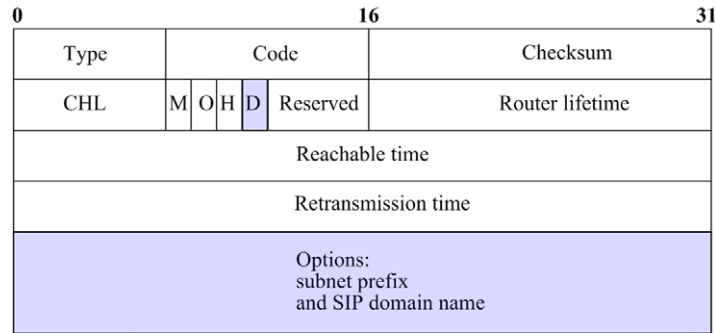 0 16 31
Type Code Checksum
CHL M O H D Reserved Router lifetime
Reachable time
Retransmission time
Options:
subnet prefix
and SIP domain name